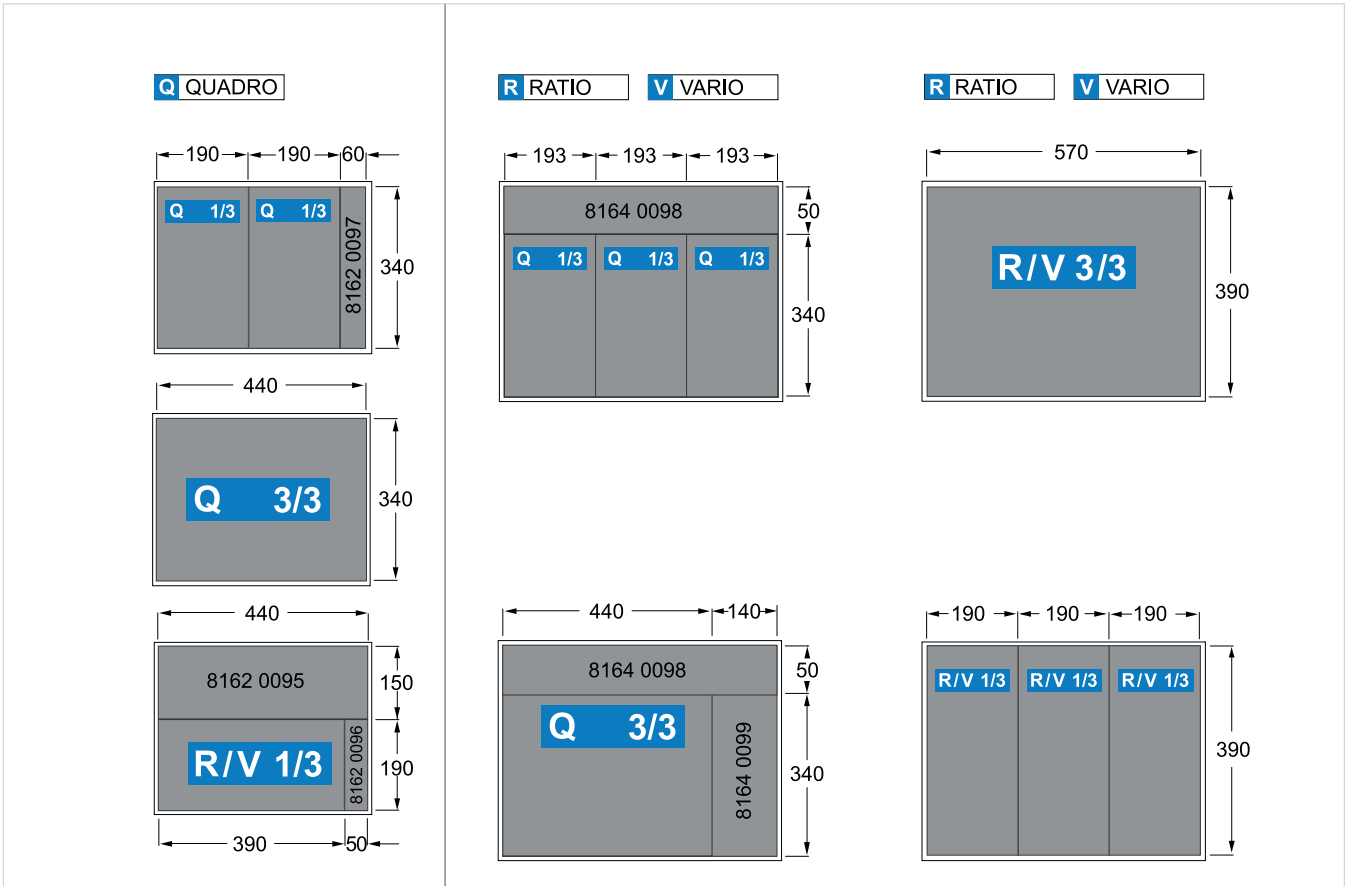 Q QUADRO
190 190 60
Q 1/3 Q 1/3
8162 0097
340
440
Q 3/3
340
440
8162 0095
150
R/V 1/3
8162 0096
190
390 50
R RATIO V VARIO
193 193 193
8164 0098
50
Q 1/3 Q 1/3 Q 1/3
340
440 140
8164 0098
50
Q 3/3
8164 0099
340
R RATIO V VARIO
570
R/V 3/3
390
190 190 190
R/V 1/3 R/V 1/3 R/V 1/3
390